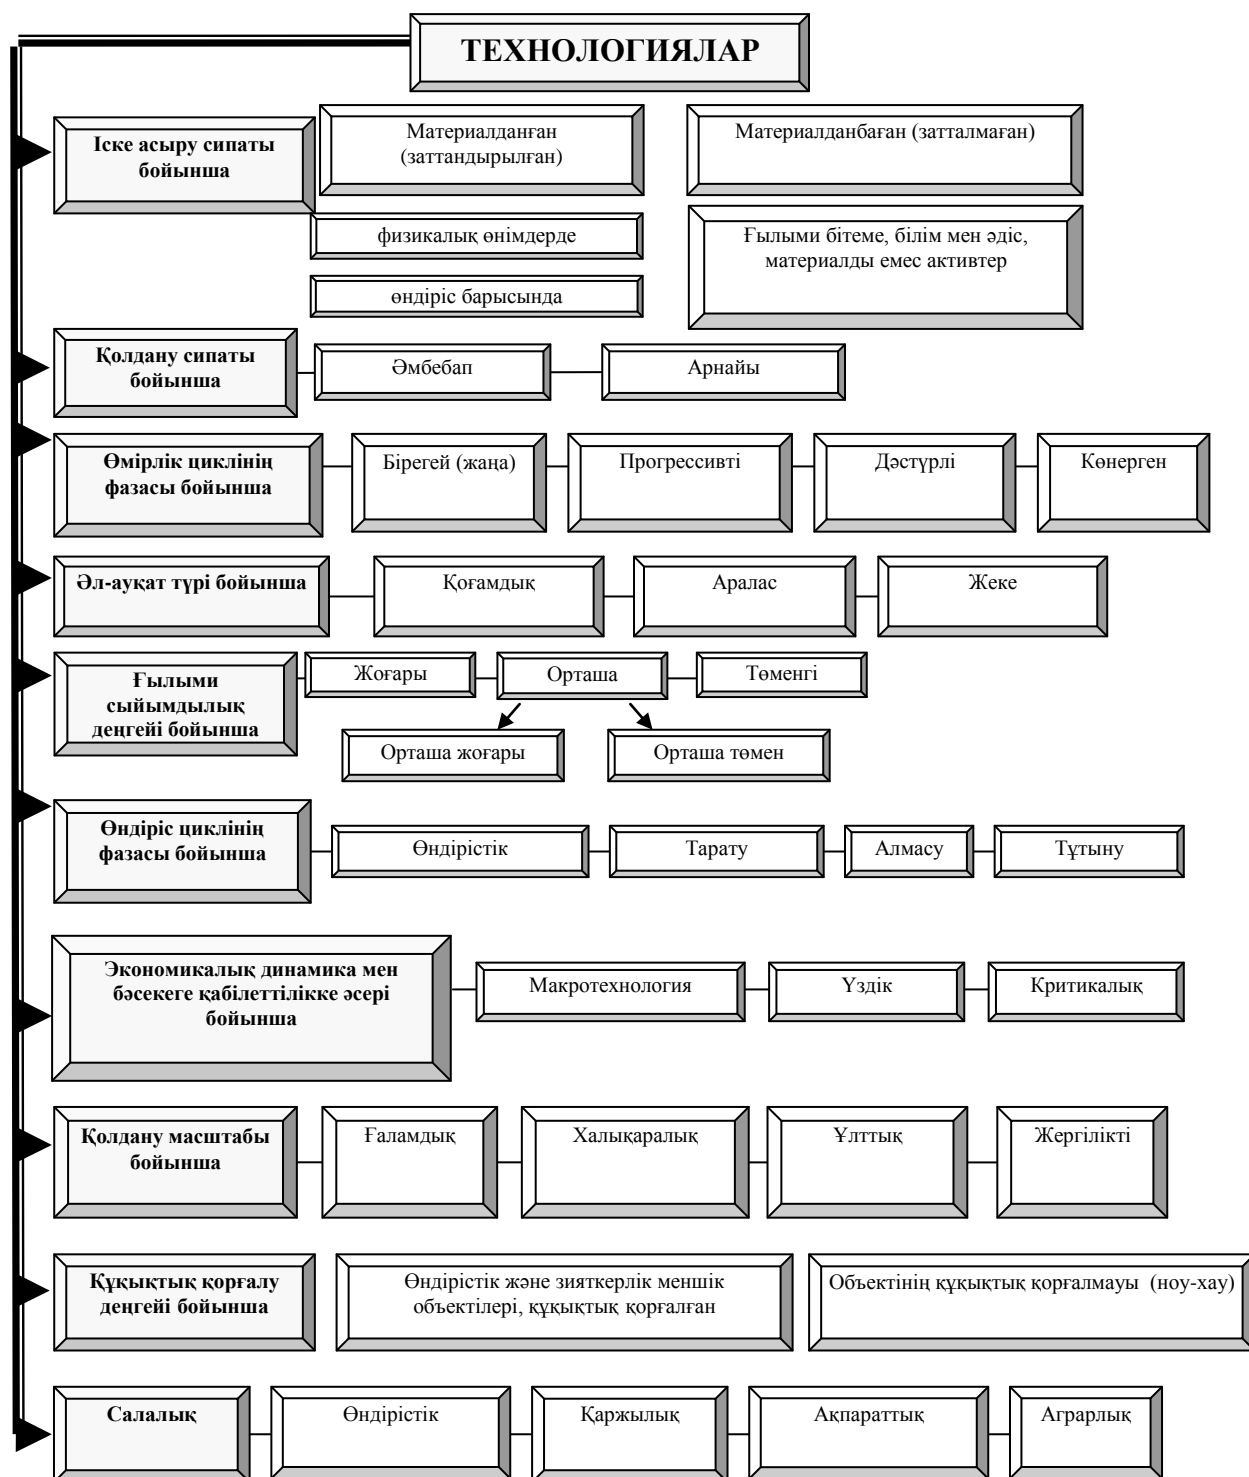 ТЕХНОЛОГИЯЛАР
Іске асыру сипаты
бойынша
Материалданған
(заттандырылған)
Материалданбаған (затталмаған)
физикалық өнімдерде
өндіріс барысында
Ғылыми бітеме, білім мен әдіс,
материалды емес активтер
Қолдану сипаты
бойынша
Әмбебап
Арнайы
Өмірлік циклінің
фазасы бойынша
Бірегей (жаңа)
Прогрессивті
Дәстүрлі
Көнерген
Әл-ауқат түрі бойынша
Қоғамдық
Аралас
Жеке
Ғылыми
сыйымдылық
деңгейі бойынша
Жоғары
Орташа
Төменгі
Орташа жоғары
Орташа төмен
Өндіріс циклінің
фазасы бойынша
Өндірістік
Тарату
Алмасу
Тұтыну
Экономикалық динамика мен
бәсекеге қабілеттілікке әсері
бойынша
Макротехнология
Үздік
Критикалық
Қолдану масштабы
бойынша
Ғаламдық
Халықаралық
Ұлттық
Жергілікті
Құқықтық қорғалу
деңгейі бойынша
Өндірістік және зияткерлік меншік
объектілері, құқықтық қорғалған
Объектінің құқықтық қорғалмауы (ноу-хау)
Салалық
Өндірістік
Қаржылық
Ақпараттық
Аграрлық